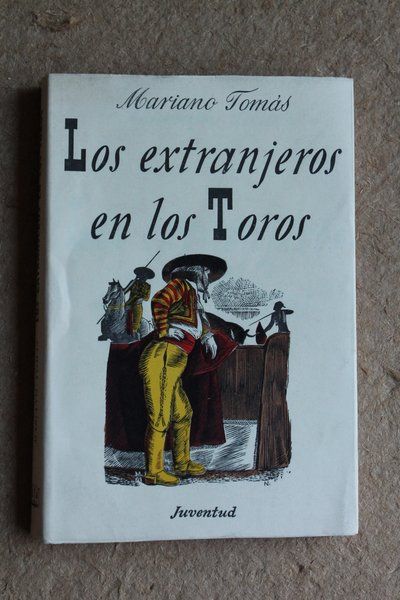 Mariano Tomás
Los extranjeros
en los Toros
Juventud